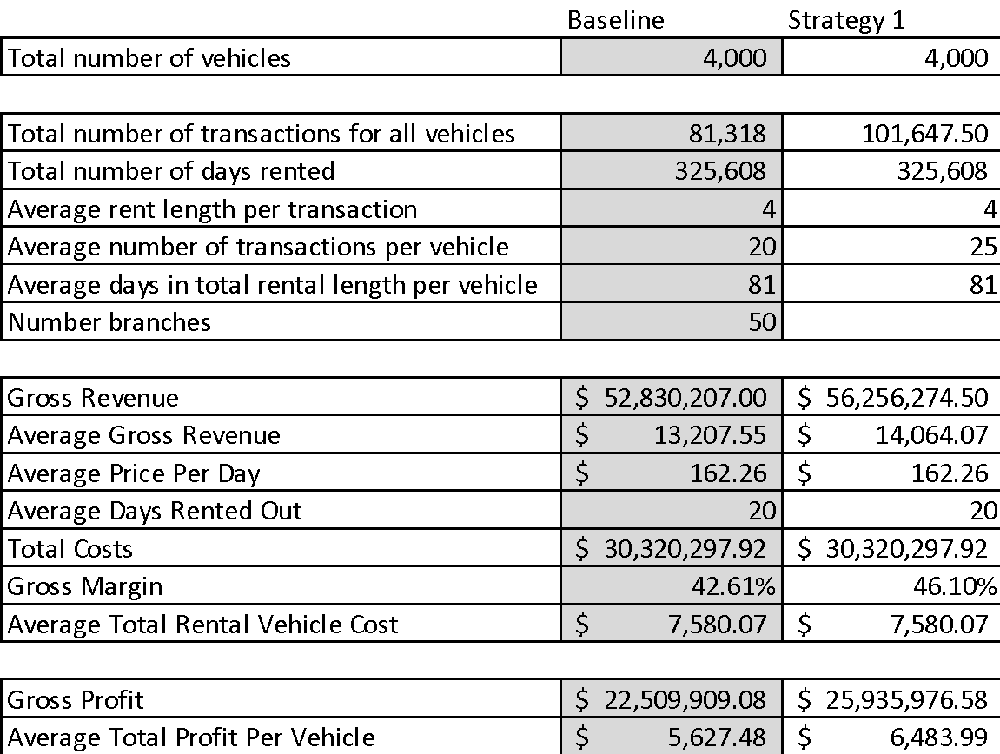 Baseline Strategy 1
Total number of vehicles 4,000 4,000
Total number of transactions for all vehicles 81,318 101,647.50
Total number of days rented 325,608 325,608
Average rent length per transaction 4 4
Average number of transactions per vehicle 20 25
Average days in total rental length per vehicle 81 81
Number branches 50
Gross Revenue $ 52,830,207.00 $ 56,256,274.50
Average Gross Revenue $ 13,207.55 $ 14,064.07
Average Price Per Day $ 162.26 $ 162.26
Average Days Rented Out 20 20
Total Costs $ 30,320,297.92 $ 30,320,297.92
Gross Margin 42.61% 46.10%
Average Total Rental Vehicle Cost $ 7,580.07 $ 7,580.07
Gross Profit $ 22,509,909.08 $ 25,935,976.58
Average Total Profit Per Vehicle $ 5,627.48 $ 6,483.99